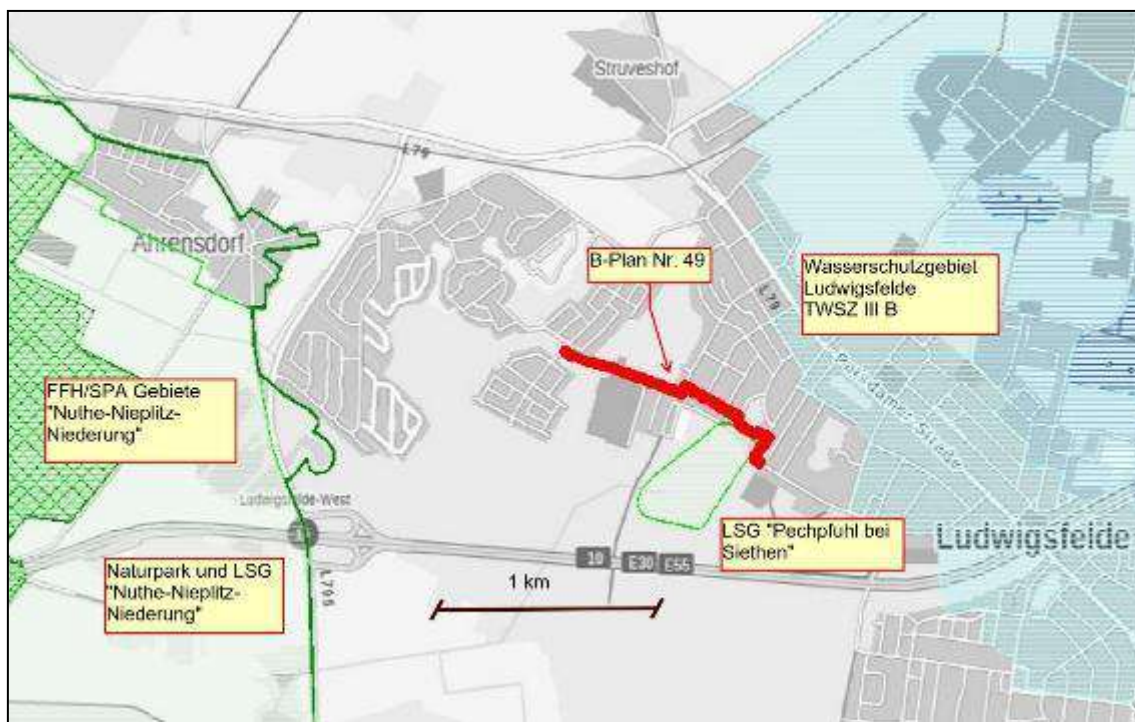 Struveshof
L 79
Ahrensdorf
B-Plan Nr. 49
Wasserschutzgebiet
Ludwigsfelde
TWSZ III B
L 79
Potsdamer Straße
FFH/SPA Gebiete
"Nuthe-Nieplitz-
Niederung"
Ludwigsfelde-West
LSG "Pechpfuhl bei
Siethen"
Ludwigsfelde
10
E30
E55
Naturpark und LSG
"Nuthe-Nieplitz-
Niederung"
1 km
L 795